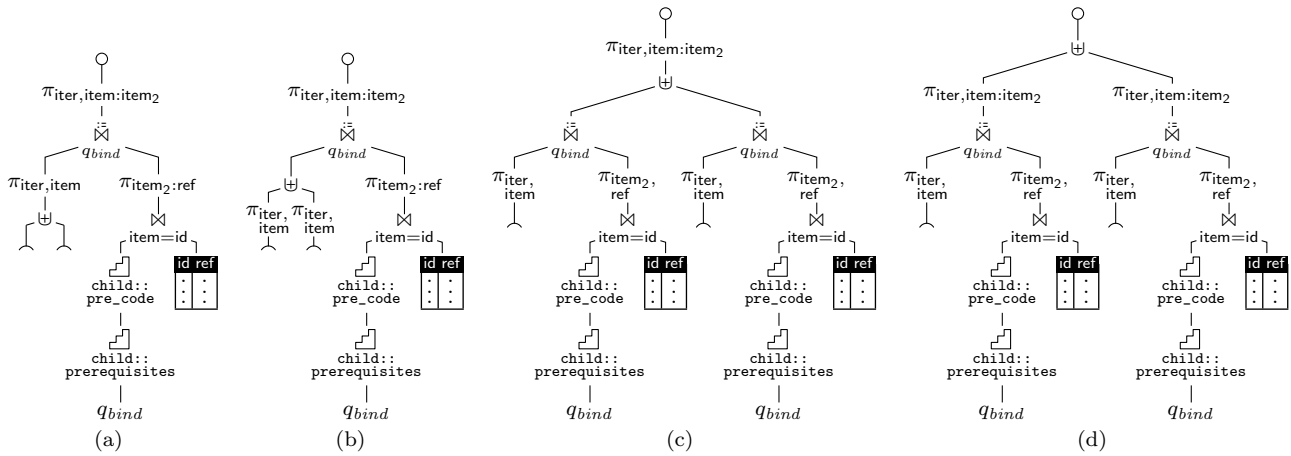 π iter,item:item2
:=
q bind
π iter,item
π item2:ref
⊎
item=id
id ref
child::
pre_code
child::
prerequisites
q bind
(a)
π iter,item:item2
:=
q bind
⊎
π item2:ref
π iter, item
π iter, item
item=id
id ref
child::
pre_code
child::
prerequisites
q bind
(b)
π iter,item:item2
⊎
:=
q bind
π iter,
item
π item2,
ref
item=id
id ref
child::
pre_code
child::
prerequisites
q bind
:=
q bind
π iter,
item
π item2,
ref
item=id
id ref
child::
pre_code
child::
prerequisites
q bind
(c)
⊎
π iter,item:item2
:=
q bind
π iter,
item
π item2,
ref
item=id
id ref
child::
pre_code
child::
prerequisites
q bind
π iter,item:item2
:=
q bind
π iter,
item
π item2,
ref
item=id
id ref
child::
pre_code
child::
prerequisites
q bind
(d)